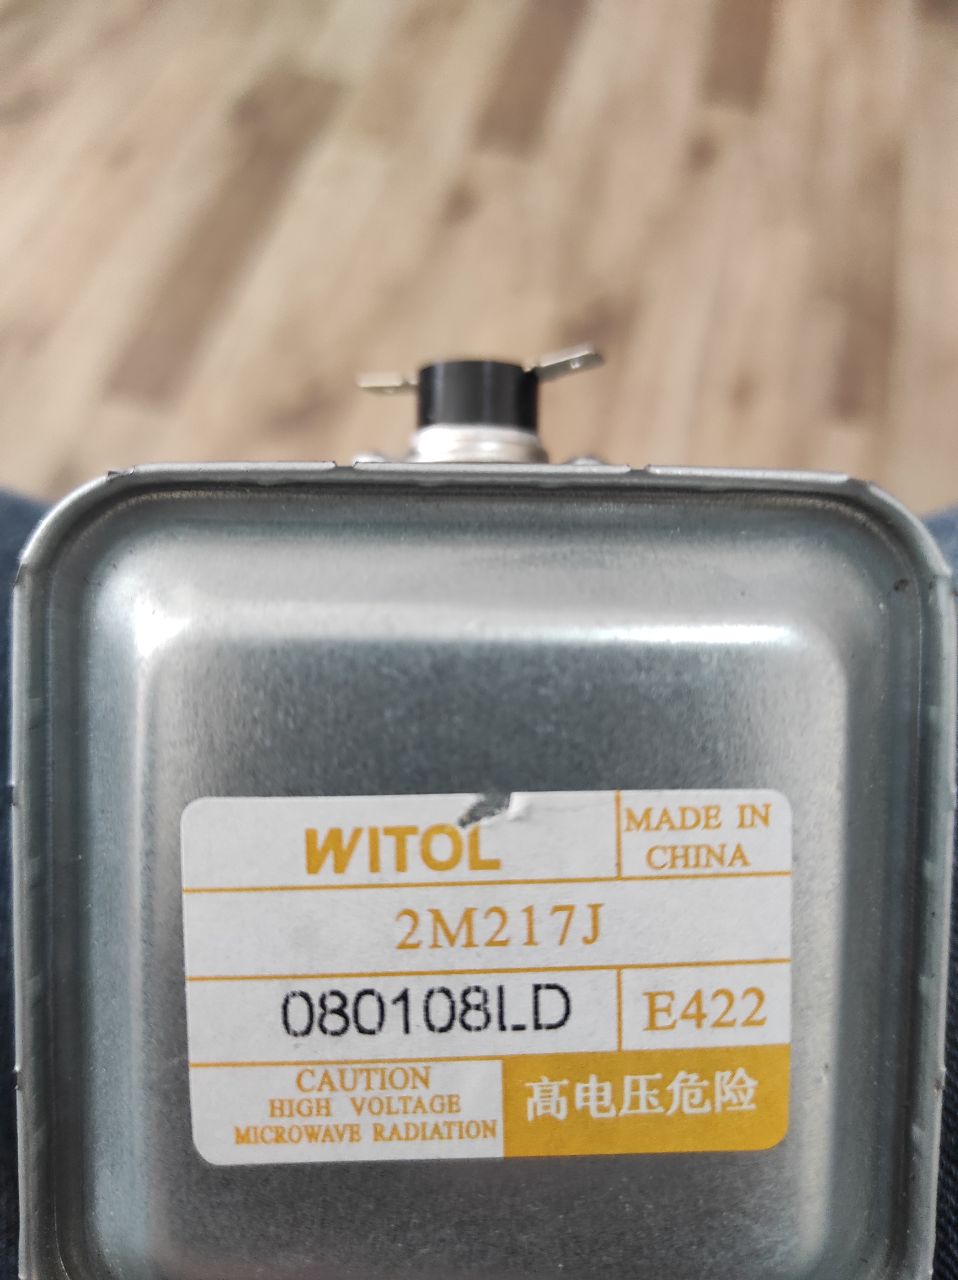 WITOL
MADE IN
CHINA
2M217J
080108LD
E422
CAUTION
HIGH VOLTAGE
MICROWAVE RADIATION
高电压危险